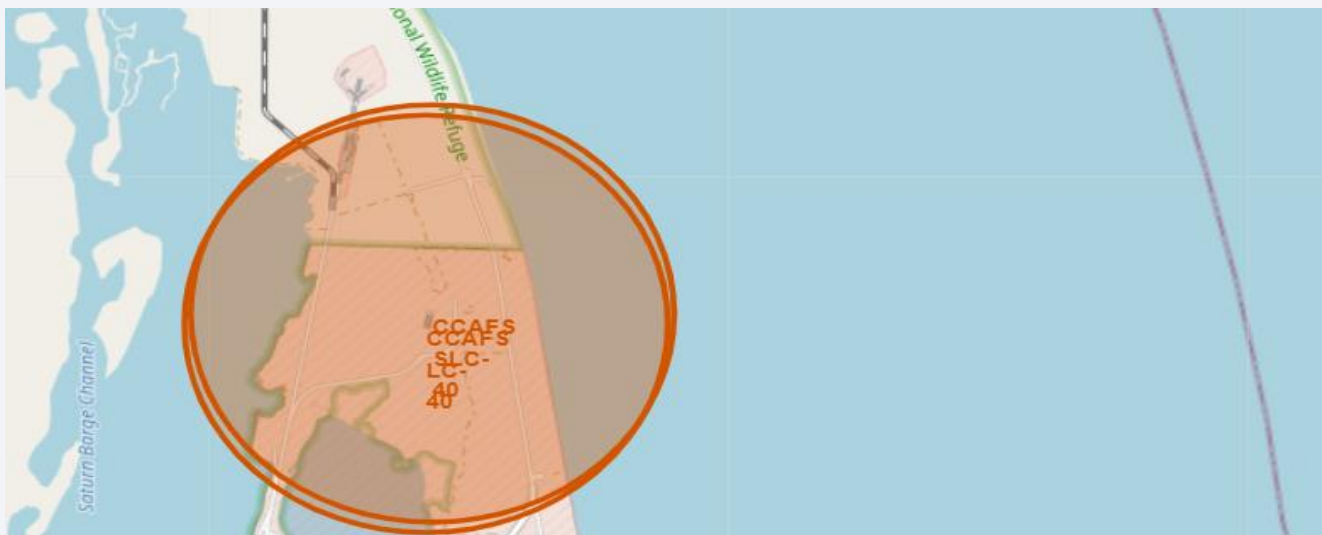 onal Wildlife Refuge
CCAFS
CCAFS
SLC-
LC-
40
40
Saturn Barge Channel